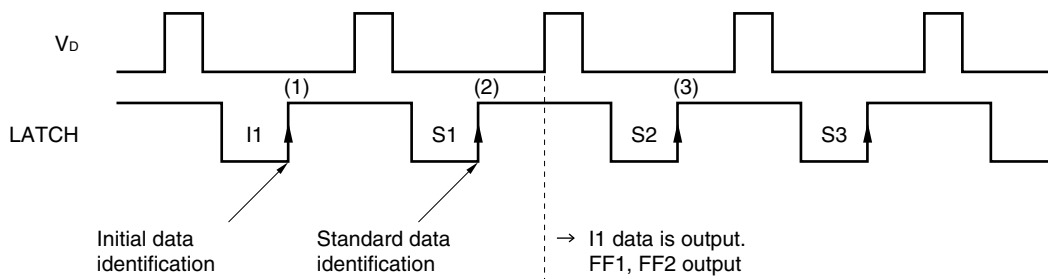 VD
(1) (2) (3)
LATCH I1 S1 S2 S3
Initial data
identification
Standard data
identification
→ I1 data is output.
FF1, FF2 output